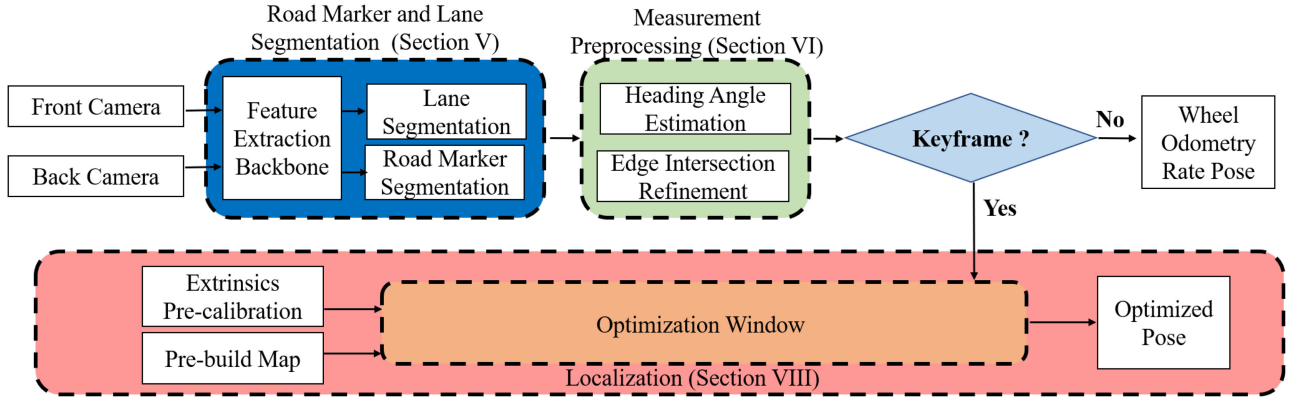 Road Marker and Lane
Segmentation (Section V)
Measurement
Preprocessing (Section VI)
Front Camera
Back Camera
Feature
Extraction
Backbone
Lane
Segmentation
Road Marker
Segmentation
Heading Angle
Estimation
Edge Intersection
Refinement
Keyframe ?
No
Wheel
Odometry
Rate Pose
Yes
Extrinsics
Pre-calibration
Pre-build Map
Optimization Window
Optimized
Pose
Localization (Section VIII)